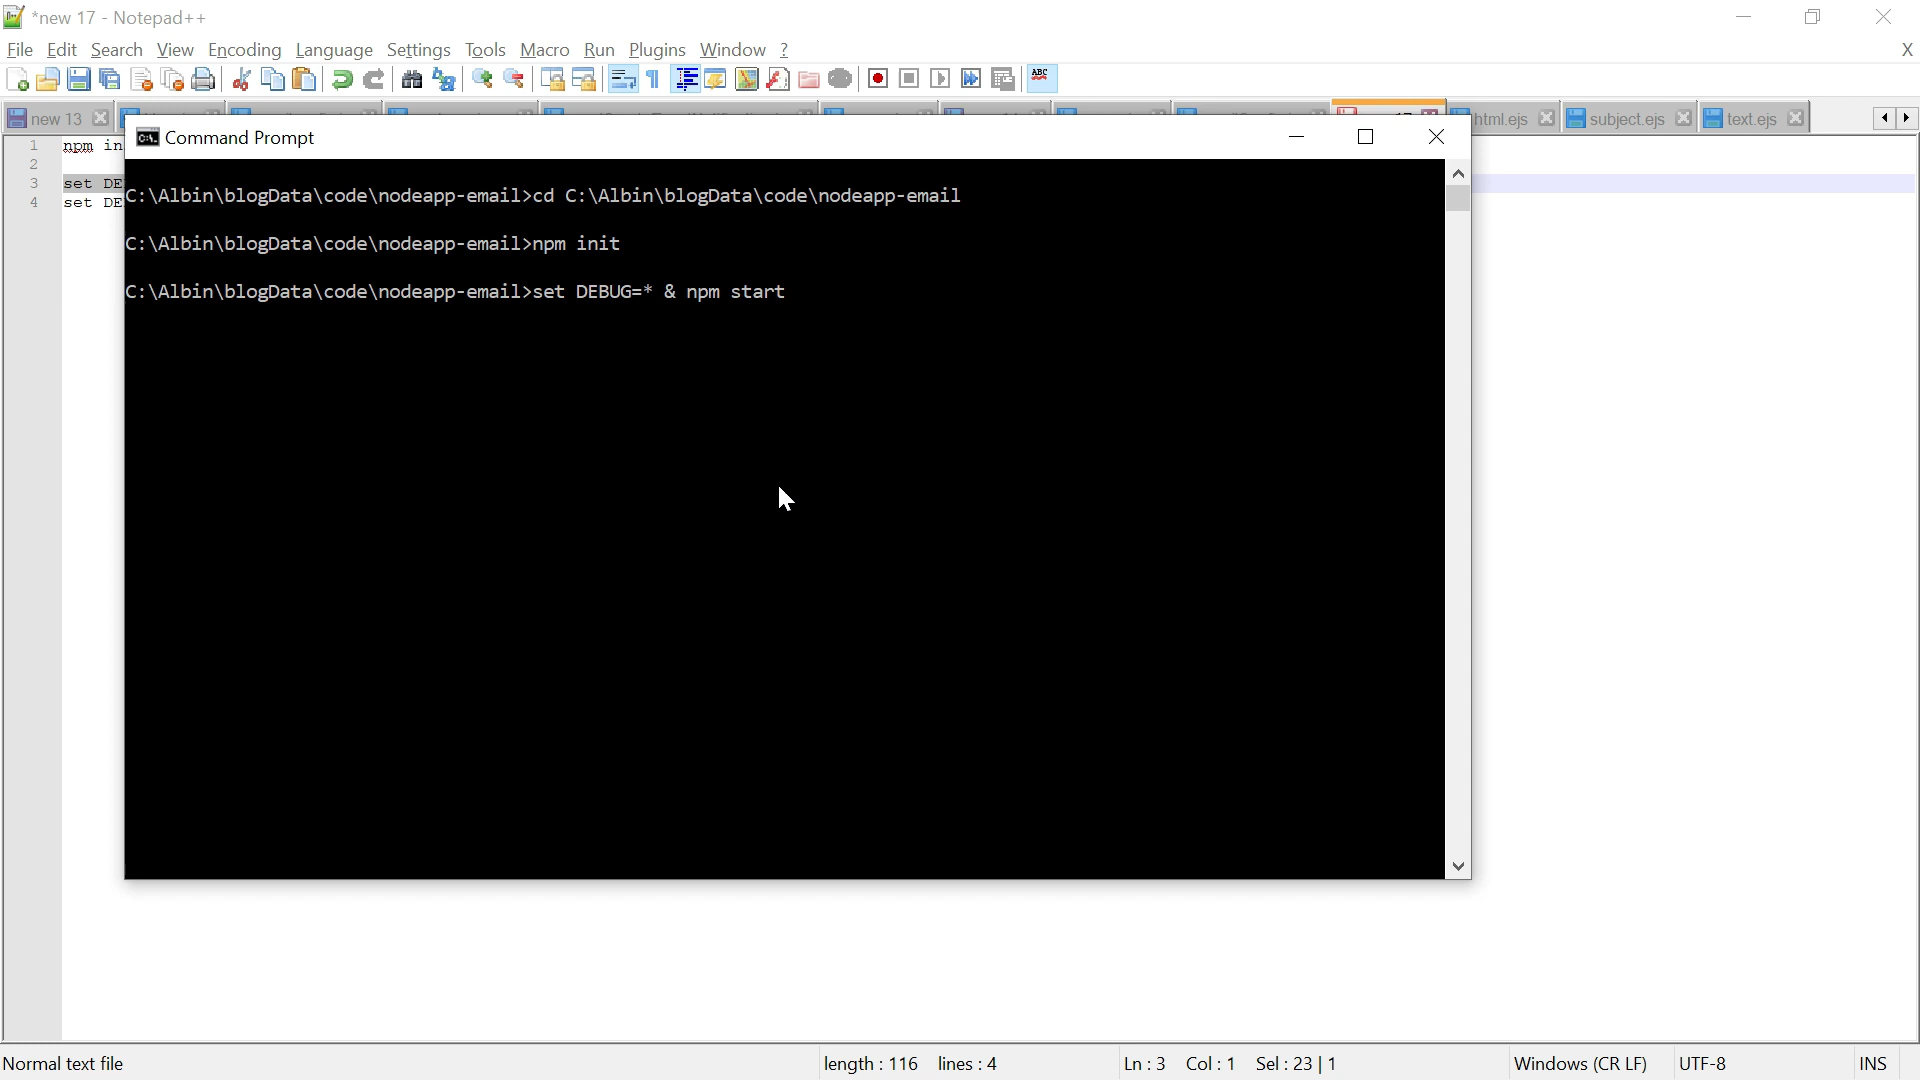 *new 17 - Notepad++
File Edit Search View Encoding Language Settings Tools Macro Run Plugins Window ?
X
ABC
new 13
html.ejs
subject.ejs
text.ejs
Command Prompt
1 npm in
2
3 set DE
4 set DE
C:\Albin\blogData\code\nodeapp-email>cd C:\Albin\blogData\code\nodeapp-email
C:\Albin\blogData\code\nodeapp-email>npm init
C:\Albin\blogData\code\nodeapp-email>set DEBUG=* & npm start
Normal text file
length : 116 lines : 4
Ln : 3 Col : 1 Sel : 23 | 1
Windows (CR LF)
UTF-8
INS